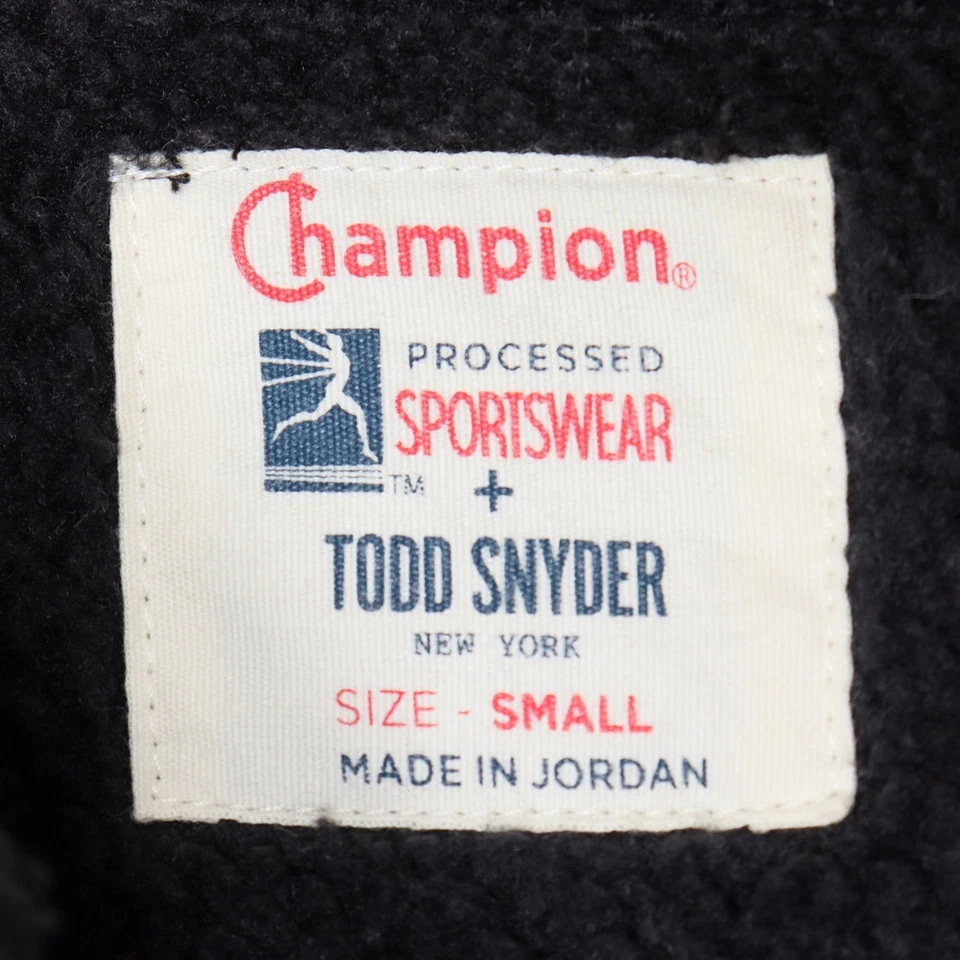 Champion®
PROCESSED
SPORTSWEAR
TM +
TODD SNYDER
NEW YORK
SIZE - SMALL
MADE IN JORDAN